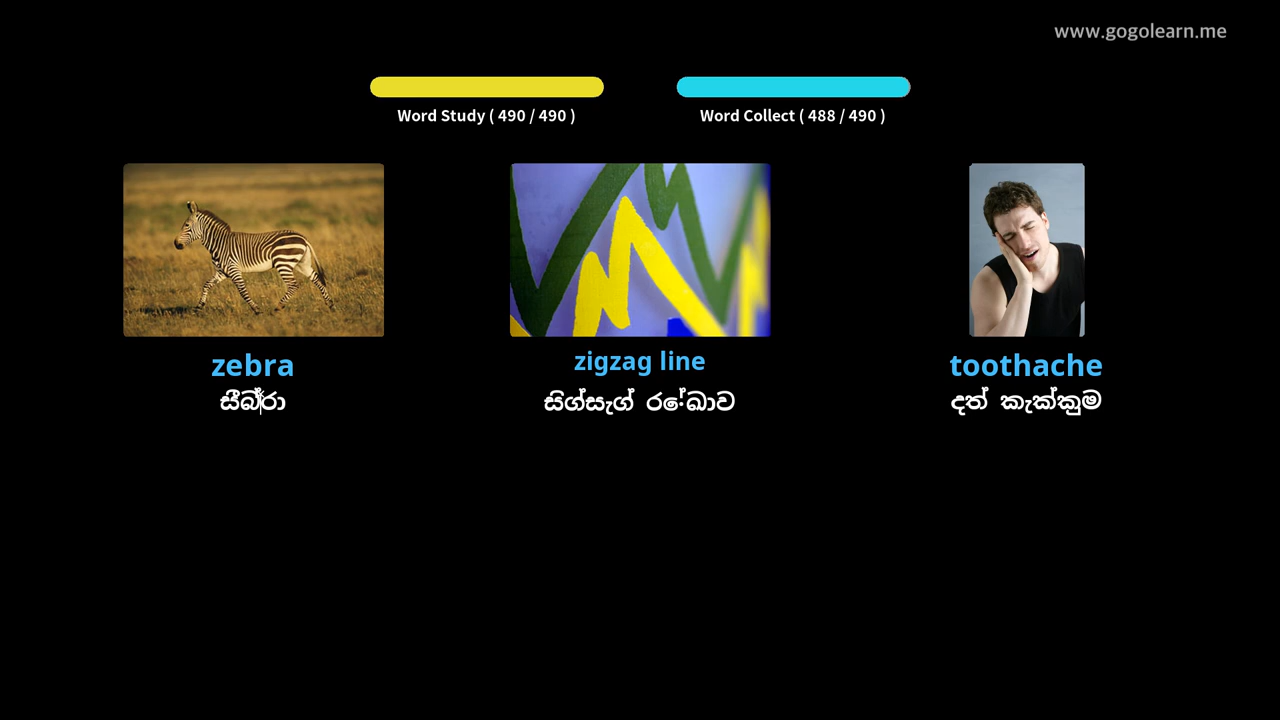 www.gogolearn.me
Word Study ( 490 / 490 )
Word Collect ( 488 / 490 )
zebra
සීබ්‍රා
zigzag line
සිග්සැග් රේඛාව
toothache
දත් කැක්කුම